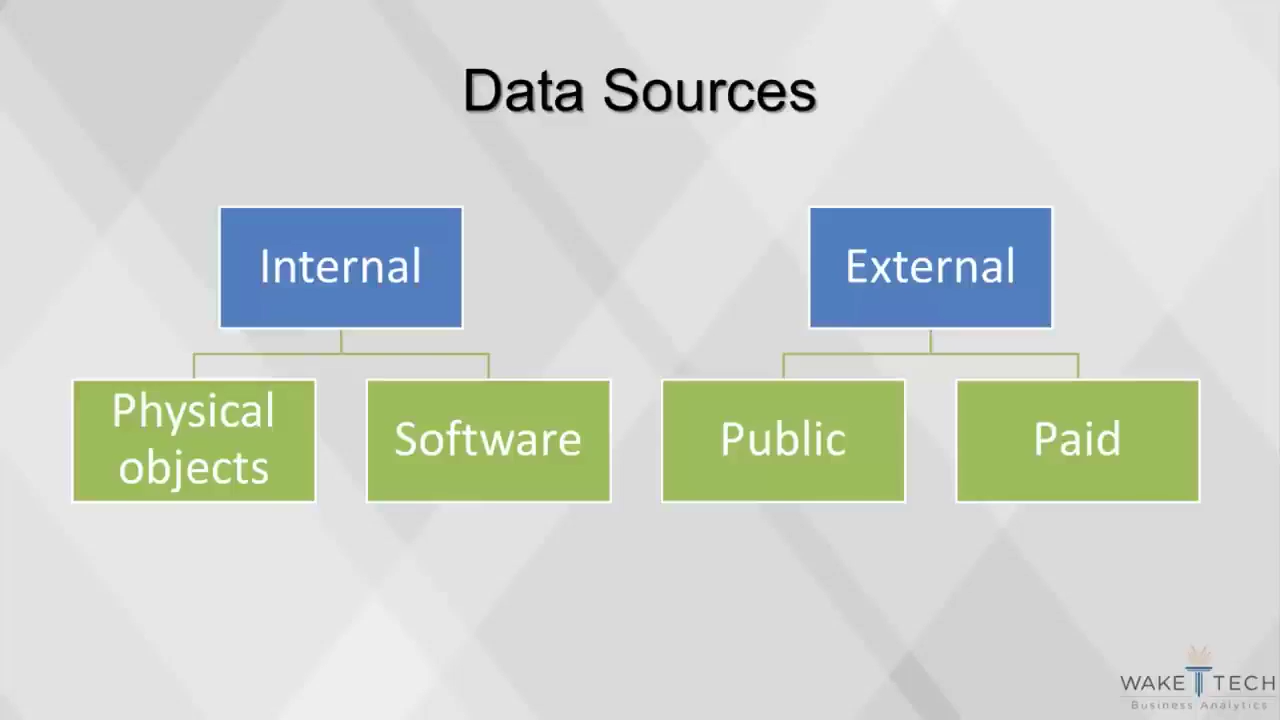 Data Sources
Internal
External
Physical
objects
Software
Public
Paid
WAKE TECH
Business Analytics